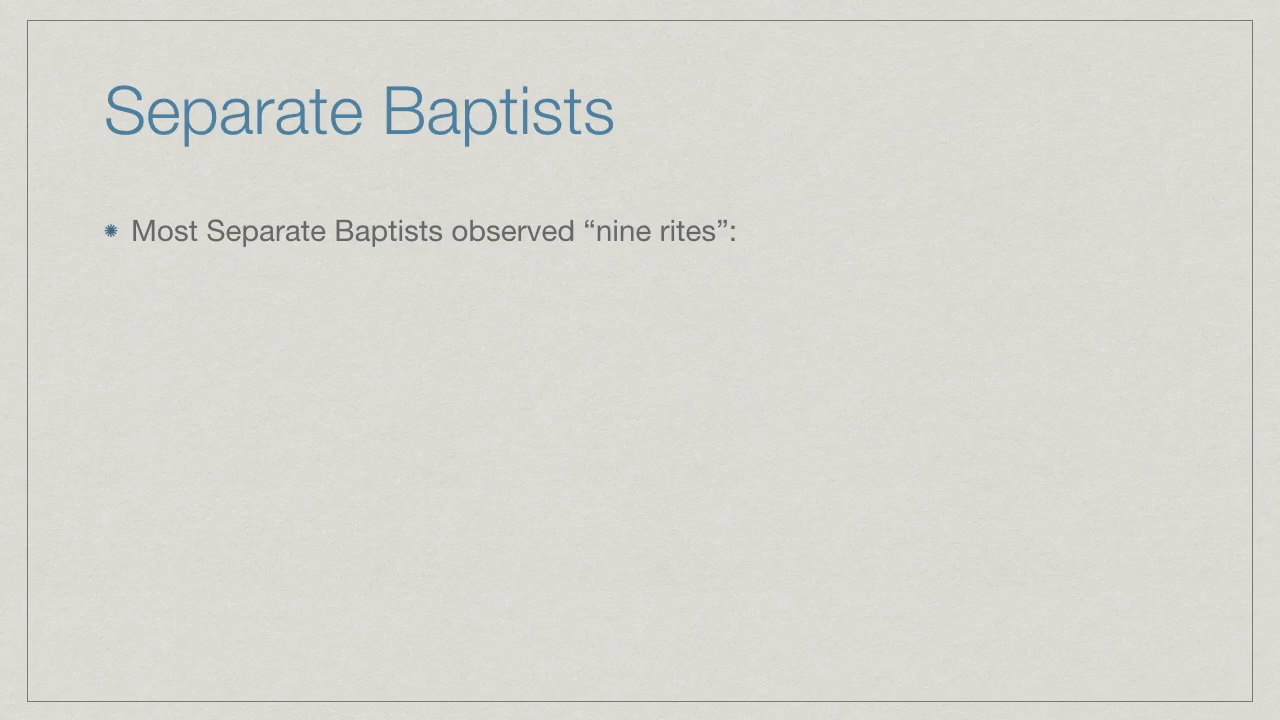 Separate Baptists
Most Separate Baptists observed “nine rites”: